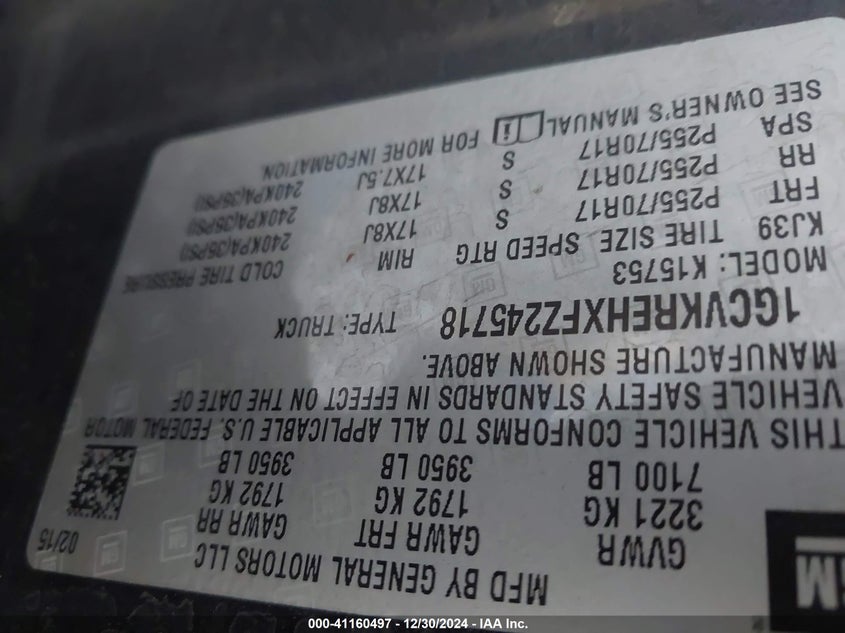 GM
MFD BY GENERAL MOTORS LLC
02/15
GVWR GAWR FRT GAWR RR
3221 KG 1792 KG 1792 KG
7100 LB 3950 LB 3950 LB
THIS VEHICLE CONFORMS TO ALL APPLICABLE U.S. FEDERAL MOTOR
VEHICLE SAFETY STANDARDS IN EFFECT ON THE DATE OF
MANUFACTURE SHOWN ABOVE.
1GCVKREHXFZ245718 TYPE: TRUCK
MODEL: K15753
KJ39 TIRE SIZE SPEED RTG RIM COLD TIRE PRESSURE
FRT P255/70R17 S 17X8J 240KPA(35PSI)
RR P255/70R17 S 17X8J 240KPA(35PSI)
SPA P255/70R17 S 17X7.5J 240KPA(35PSI)
SEE OWNER'S MANUAL FOR MORE INFORMATION.
000-41160497 - 12/30/2024 - IAA Inc.